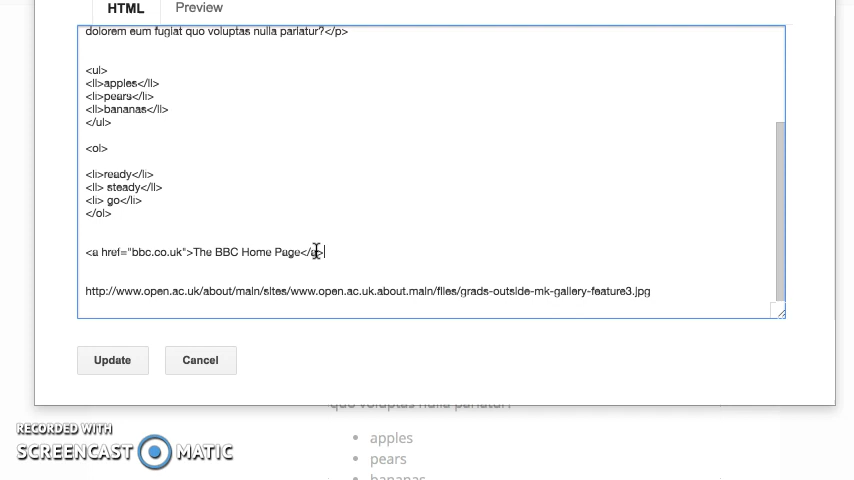 HTML
Preview
dolorem eum fugiat quo voluptas nulla pariatur?</p>
<ul>
<li>apples</li>
<li>pears</li>
<li>bananas</li>
</ul>
<ol>
<li>ready</li>
<li> steady</li>
<li> go</li>
</ol>
<a href="bbc.co.uk">The BBC Home Page</a>
http://www.open.ac.uk/about/main/sites/www.open.ac.uk.about.main/files/grads-outside-mk-gallery-feature3.jpg
Update
Cancel
quo voluptas nulla pariatur?
• apples
• pears
• bananas
RECORDED WITH
SCREENCAST MATIC